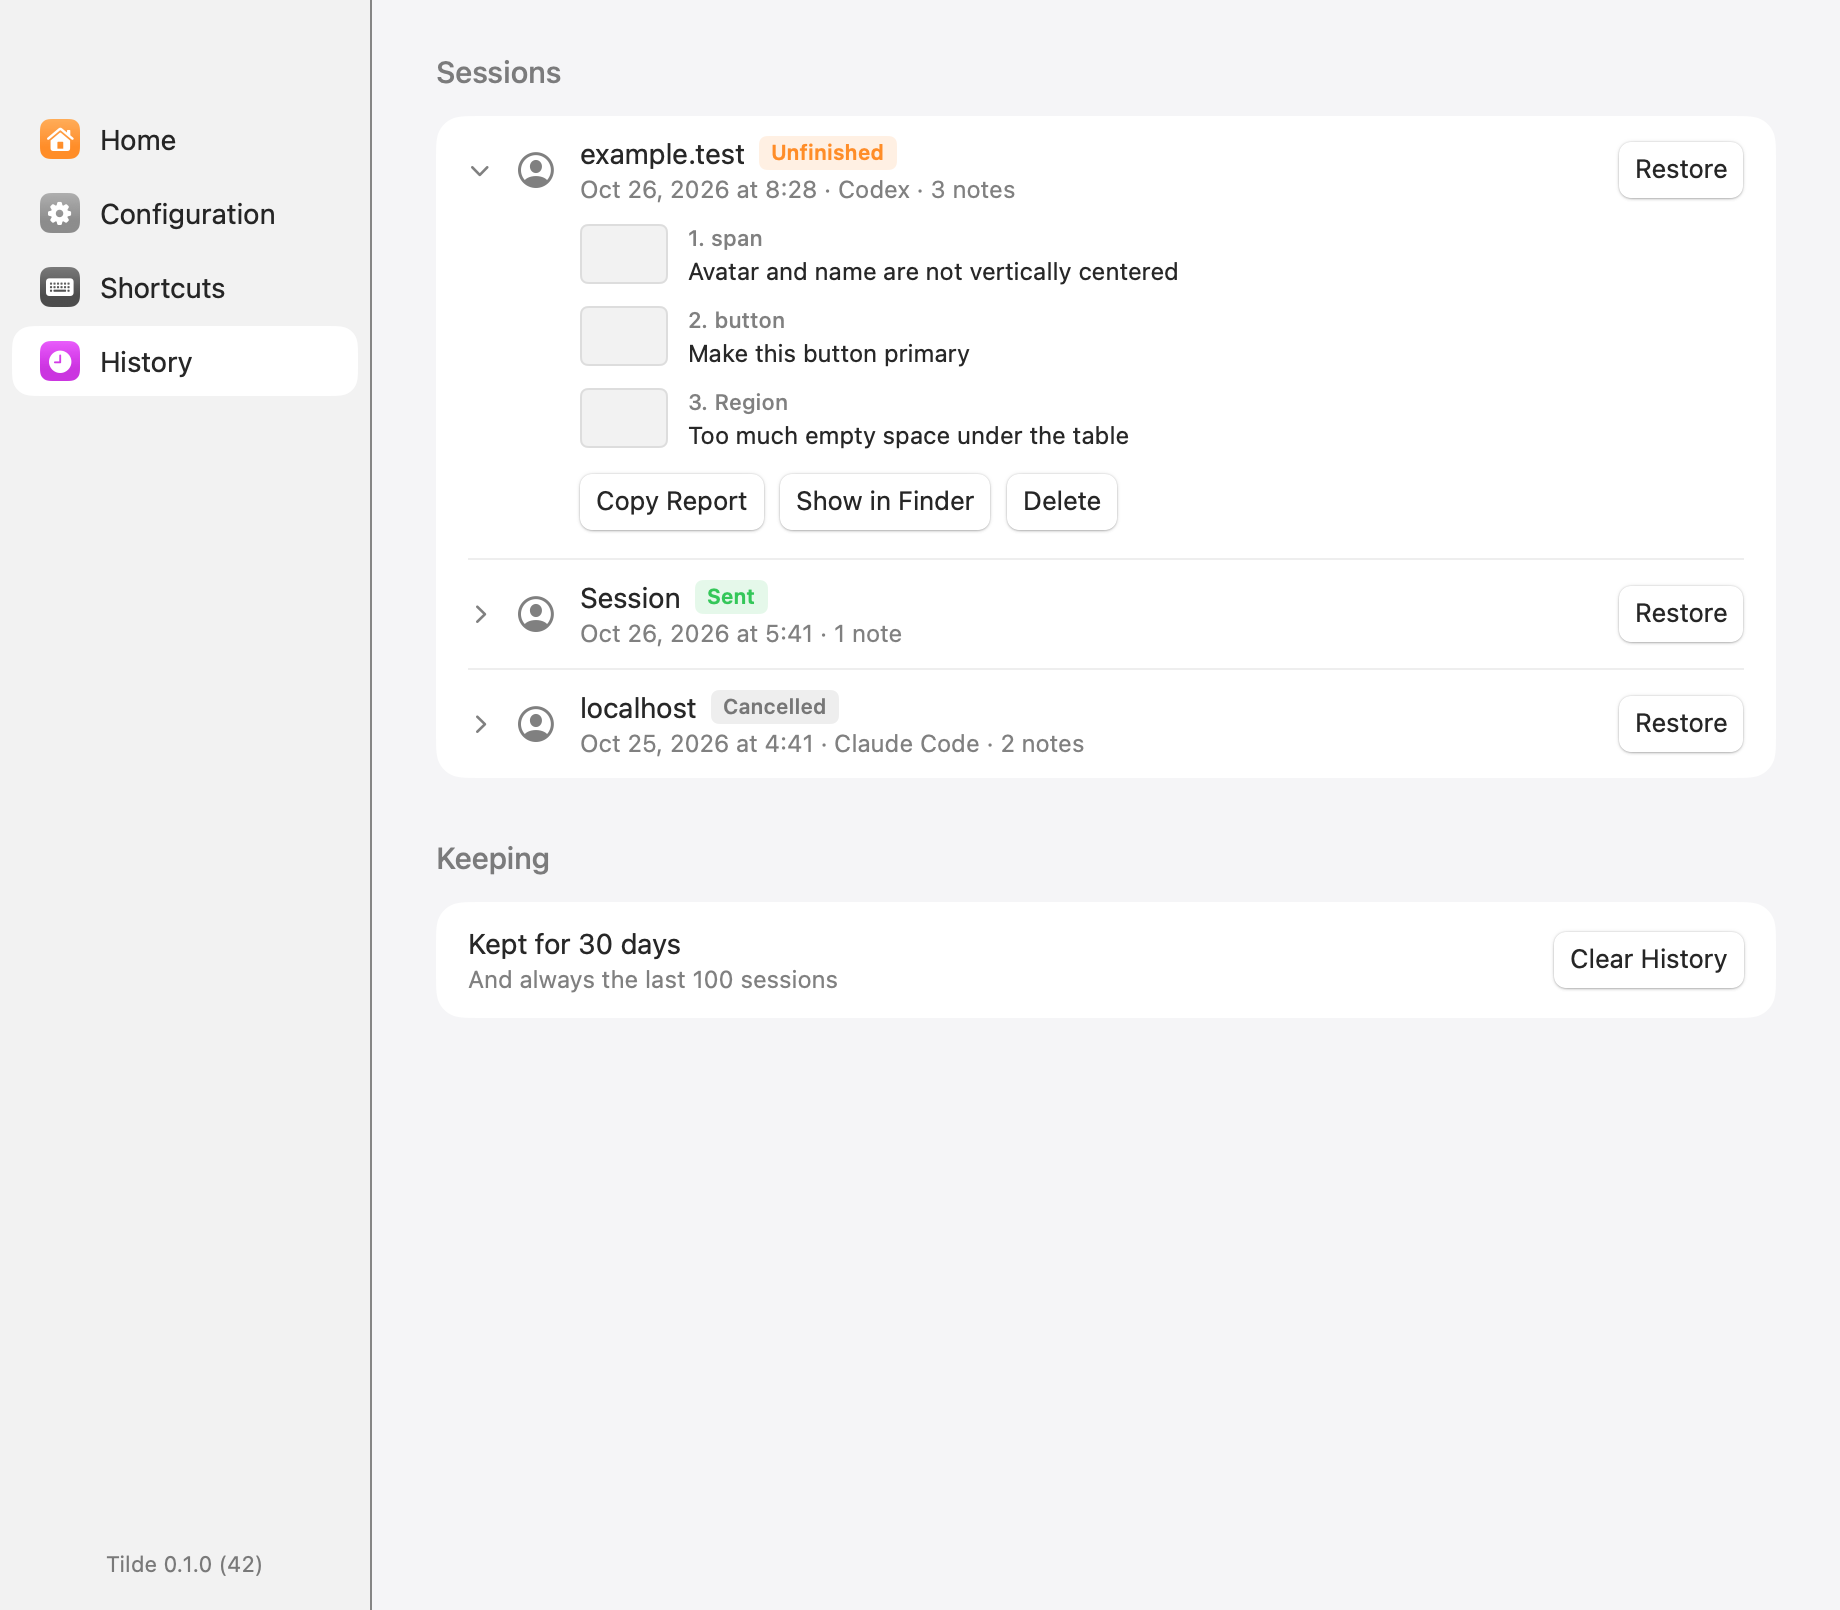 Home
Configuration
Shortcuts
History
Tilde 0.1.0 (42)
Sessions
example.test Unfinished
Oct 26, 2026 at 8:28 · Codex · 3 notes
Restore
1. span
Avatar and name are not vertically centered
2. button
Make this button primary
3. Region
Too much empty space under the table
Copy Report Show in Finder Delete
Session Sent
Oct 26, 2026 at 5:41 · 1 note
Restore
localhost Cancelled
Oct 25, 2026 at 4:41 · Claude Code · 2 notes
Restore
Keeping
Kept for 30 days
And always the last 100 sessions
Clear History